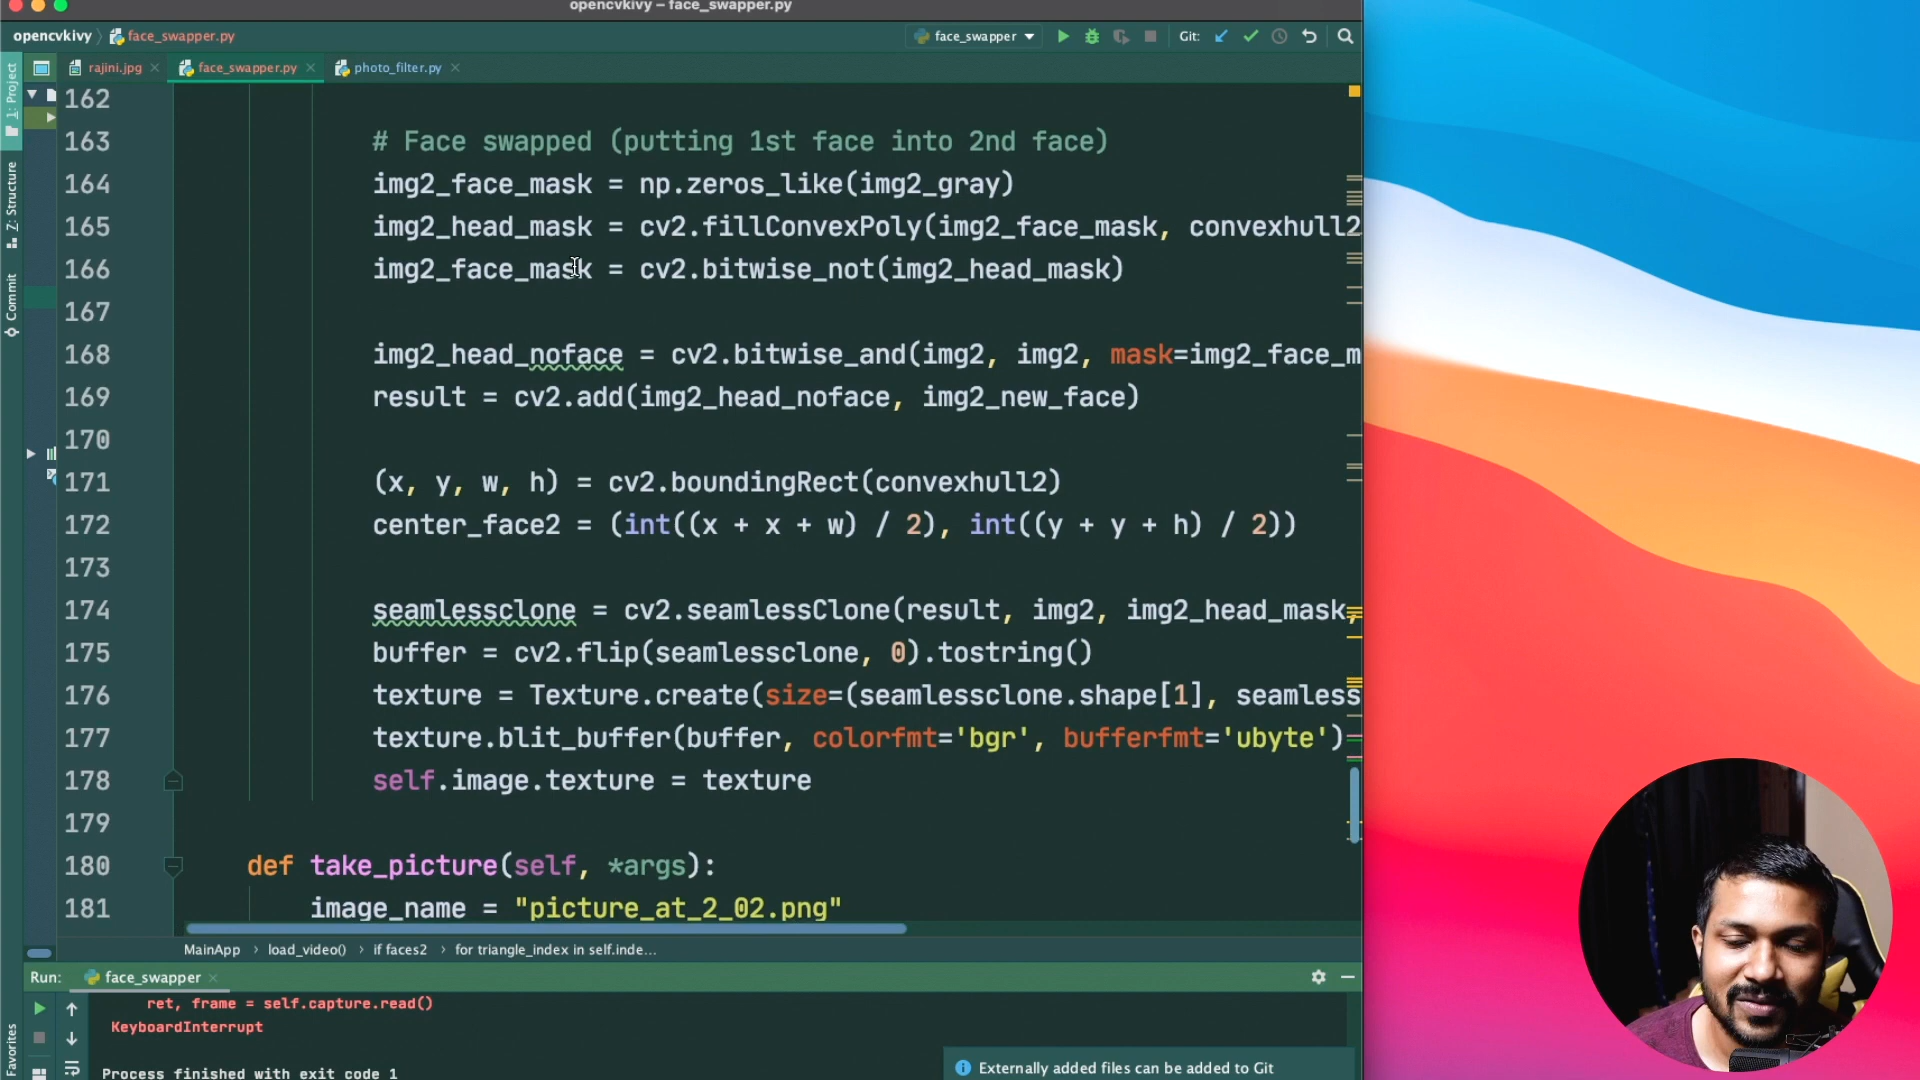 opencvkivy – face_swapper.py
opencvkivy face_swapper.py face_swapper Git:
1: Project
Z: Structure
Commit
Favorites
rajini.jpg face_swapper.py photo_filter.py
162
163 # Face swapped (putting 1st face into 2nd face)
164 img2_face_mask = np.zeros_like(img2_gray)
165 img2_head_mask = cv2.fillConvexPoly(img2_face_mask, convexhull2
166 img2_face_mask = cv2.bitwise_not(img2_head_mask)
167
168 img2_head_noface = cv2.bitwise_and(img2, img2, mask=img2_face_m
169 result = cv2.add(img2_head_noface, img2_new_face)
170
171 (x, y, w, h) = cv2.boundingRect(convexhull2)
172 center_face2 = (int((x + x + w) / 2), int((y + y + h) / 2))
173
174 seamlessclone = cv2.seamlessClone(result, img2, img2_head_mask,
175 buffer = cv2.flip(seamlessclone, 0).tostring()
176 texture = Texture.create(size=(seamlessclone.shape[1], seamless
177 texture.blit_buffer(buffer, colorfmt='bgr', bufferfmt='ubyte')
178 self.image.texture = texture
179
180 def take_picture(self, *args):
181 image_name = "picture_at_2_02.png"
MainApp load_video() if faces2 for triangle_index in self.inde...
Run: face_swapper
ret, frame = self.capture.read()
KeyboardInterrupt
Process finished with exit code 1
Externally added files can be added to Git